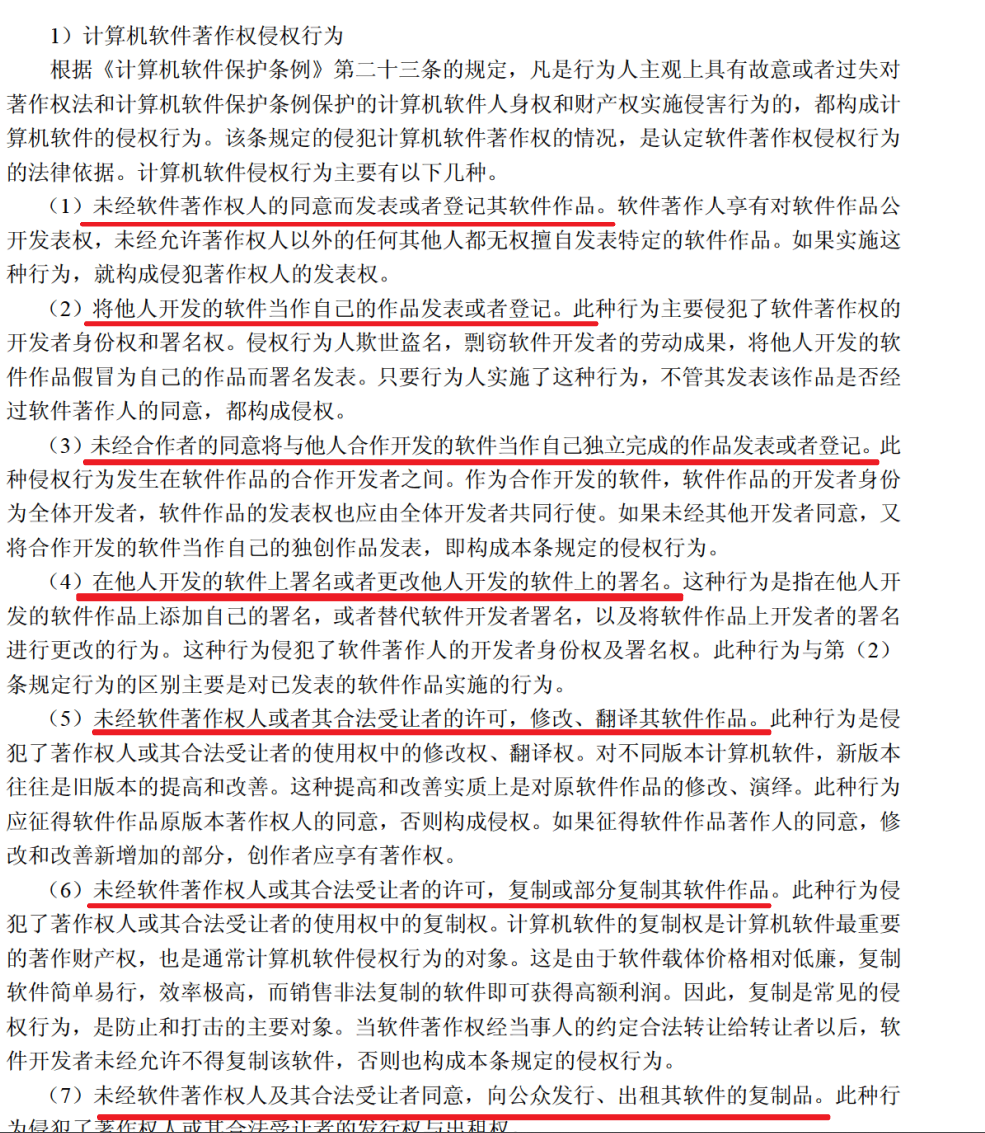 1）计算机软件著作权侵权行为
根据《计算机软件保护条例》第二十三条的规定，凡是行为人主观上具有故意或者过失对
著作权法和计算机软件保护条例保护的计算机软件人身权和财产权实施侵害行为的，都构成计
算机软件的侵权行为。该条规定的侵犯计算机软件著作权的情况，是认定软件著作权侵权行为
的法律依据。计算机软件侵权行为主要有以下几种。
（1）未经软件著作权人的同意而发表或者登记其软件作品。软件著作人享有对软件作品公
开发表权，未经允许著作权人以外的任何其他人都无权擅自发表特定的软件作品。如果实施这
种行为，就构成侵犯著作权人的发表权。
（2）将他人开发的软件当作自己的作品发表或者登记。此种行为主要侵犯了软件著作权的
开发者身份权和署名权。侵权行为人欺世盗名，剽窃软件开发者的劳动成果，将他人开发的软
件作品假冒为自己的作品而署名发表。只要行为人实施了这种行为，不管其发表该作品是否经
过软件著作人的同意，都构成侵权。
（3）未经合作者的同意将与他人合作开发的软件当作自己独立完成的作品发表或者登记。此
种侵权行为发生在软件作品的合作开发者之间。作为合作开发的软件，软件作品的开发者身份
为全体开发者，软件作品的发表权也应由全体开发者共同行使。如果未经其他开发者同意，又
将合作开发的软件当作自己的独创作品发表，即构成本条规定的侵权行为。
（4）在他人开发的软件上署名或者更改他人开发的软件上的署名。这种行为是指在他人开
发的软件作品上添加自己的署名，或者替代软件开发者署名，以及将软件作品上开发者的署名
进行更改的行为。这种行为侵犯了软件著作人的开发者身份权及署名权。此种行为与第（2）
条规定行为的区别主要是对已发表的软件作品实施的行为。
（5）未经软件著作权人或者其合法受让者的许可，修改、翻译其软件作品。此种行为是侵
犯了著作权人或其合法受让者的使用权中的修改权、翻译权。对不同版本计算机软件，新版本
往往是旧版本的提高和改善。这种提高和改善实质上是对原软件作品的修改、演绎。此种行为
应征得软件作品原版本著作权人的同意，否则构成侵权。如果征得软件作品著作人的同意，修
改和改善新增加的部分，创作者应享有著作权。
（6）未经软件著作权人或其合法受让者的许可，复制或部分复制其软件作品。此种行为侵
犯了著作权人或其合法受让者的使用权中的复制权。计算机软件的复制权是计算机软件最重要
的著作财产权，也是通常计算机软件侵权行为的对象。这是由于软件载体价格相对低廉，复制
软件简单易行，效率极高，而销售非法复制的软件即可获得高额利润。因此，复制是常见的侵
权行为，是防止和打击的主要对象。当软件著作权经当事人的约定合法转让给转让者以后，软
件开发者未经允许不得复制该软件，否则也构成本条规定的侵权行为。
（7）未经软件著作权人及其合法受让者同意，向公众发行、出租其软件的复制品。此种行
为侵犯了著作权人或其合法受让者的发行权与出租权